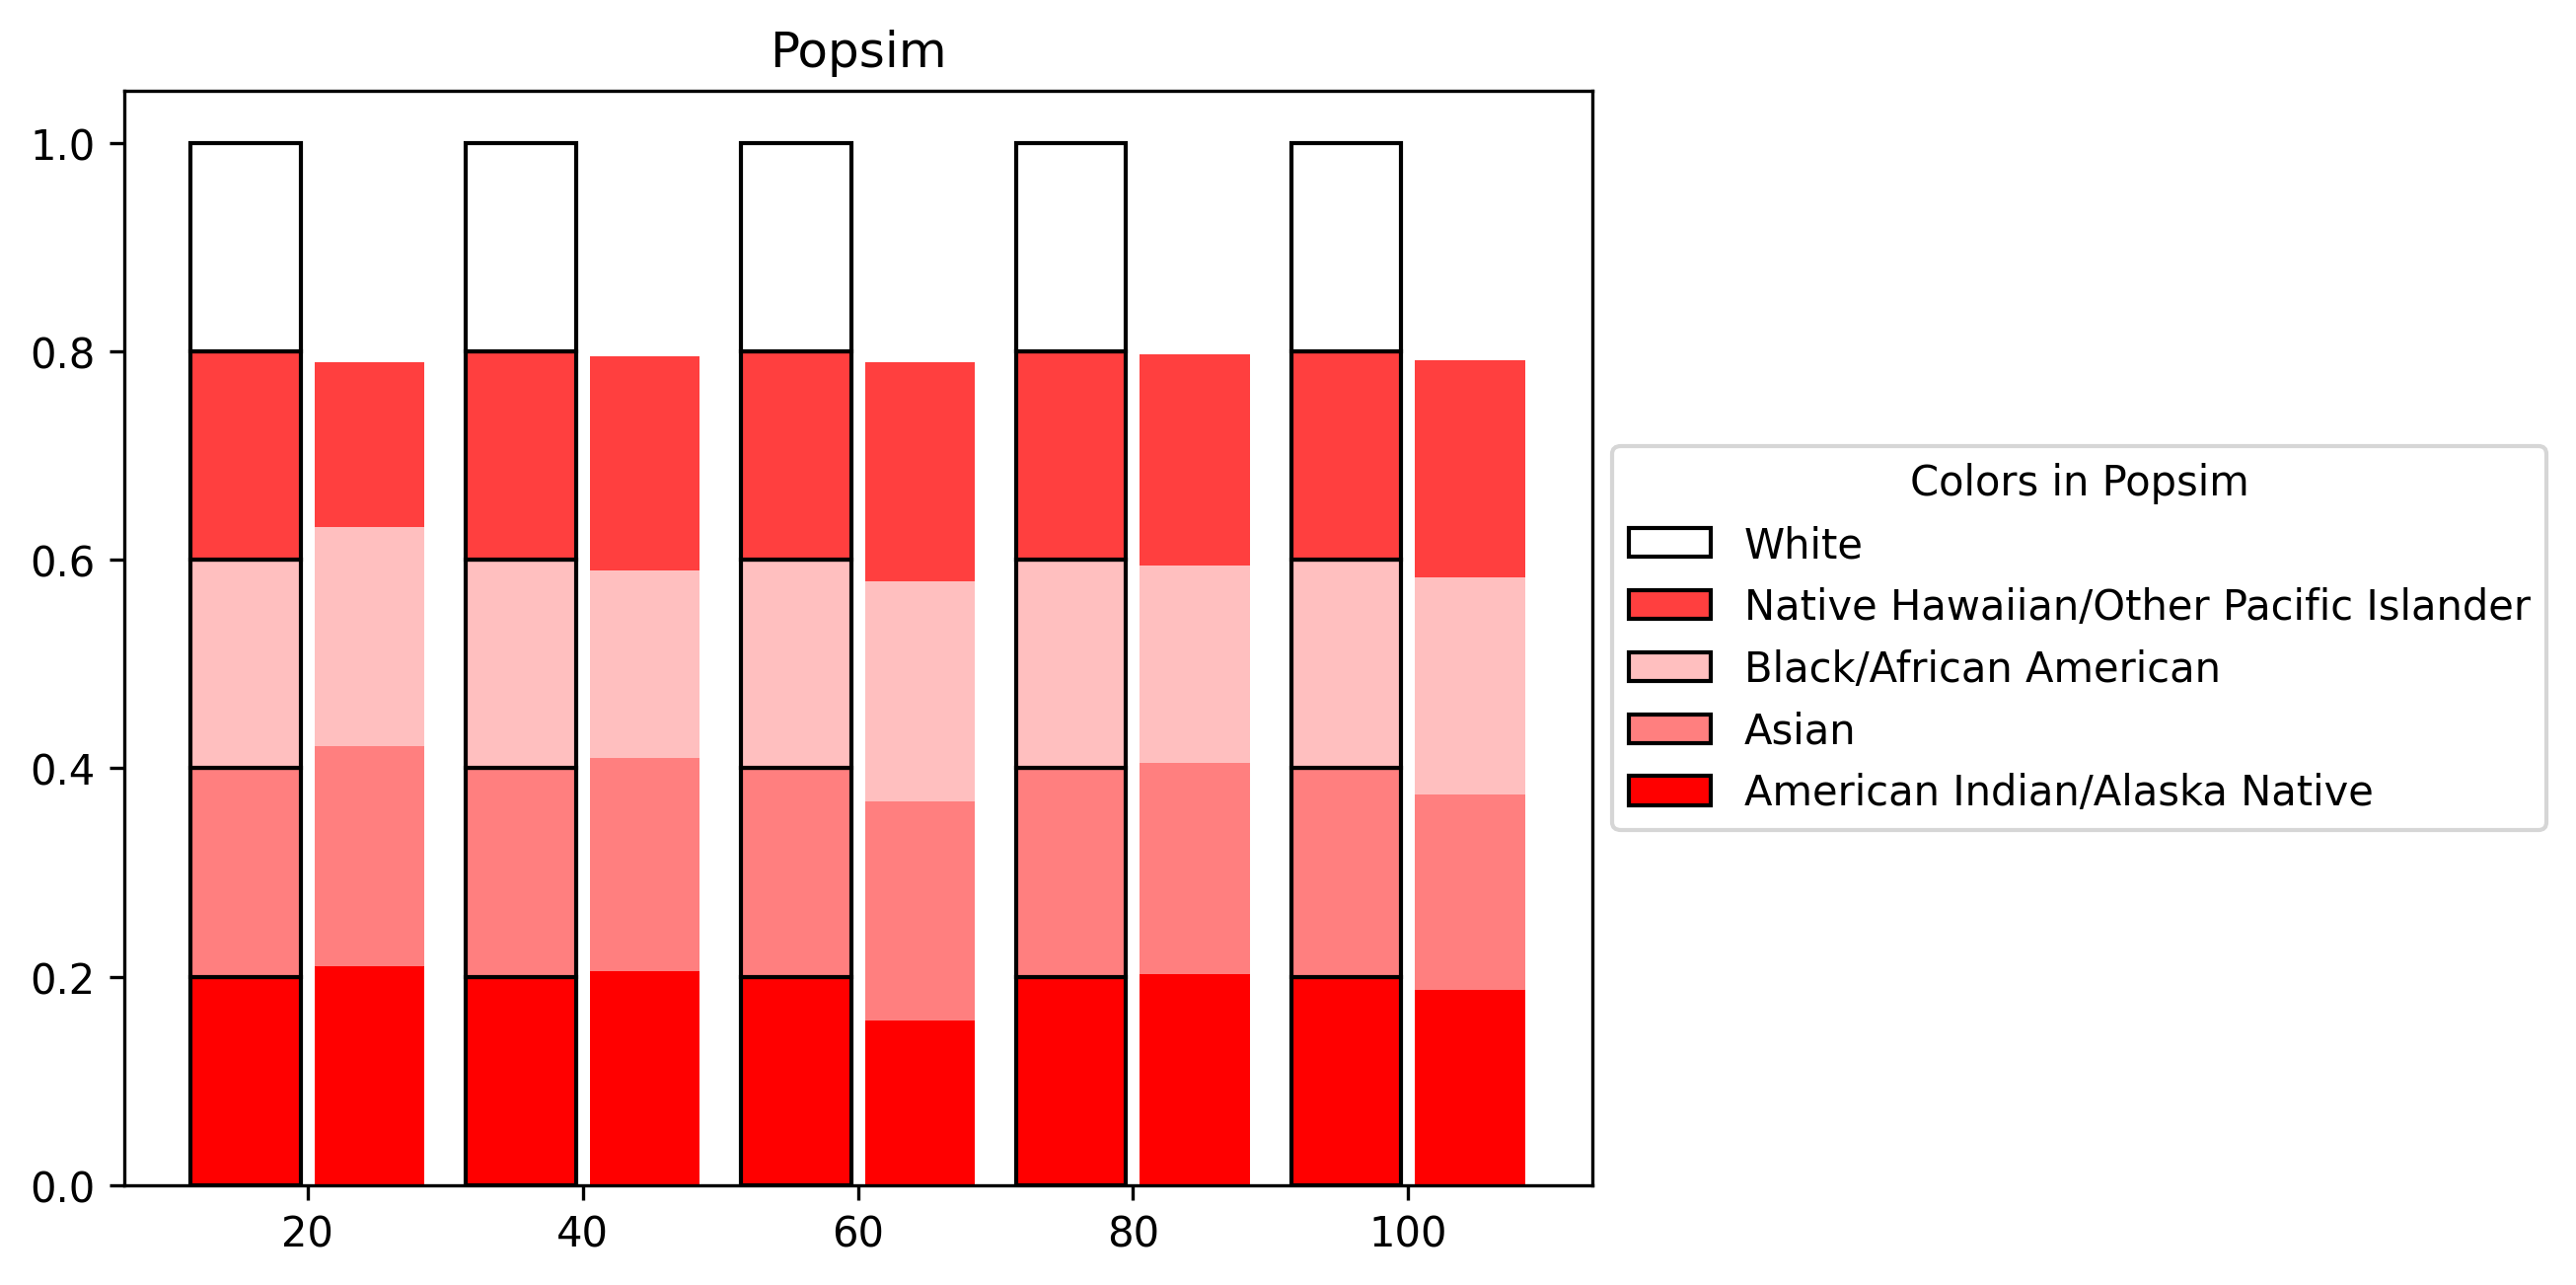 Popsim
1.0
0.8
0.6
0.4
0.2
0.0
20 40 60 80 100
Colors in Popsim
White
Native Hawaiian/Other Pacific Islander
Black/African American
Asian
American Indian/Alaska Native